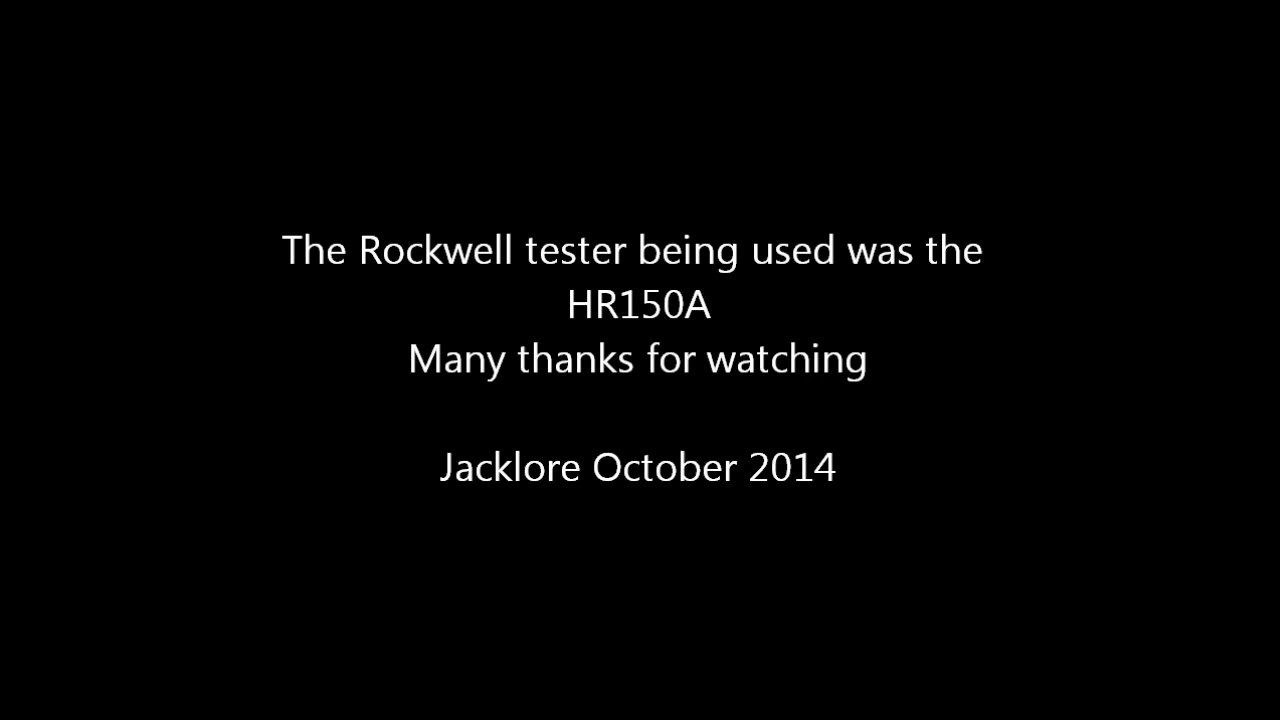 The Rockwell tester being used was the
HR150A
Many thanks for watching
Jacklore October 2014